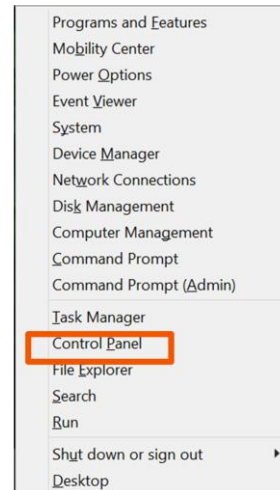 Programs and Features
Mobility Center
Power Options
Event Viewer
System
Device Manager
Network Connections
Disk Management
Computer Management
Command Prompt
Command Prompt (Admin)
Task Manager
Control Panel
File Explorer
Search
Run
Shut down or sign out
Desktop